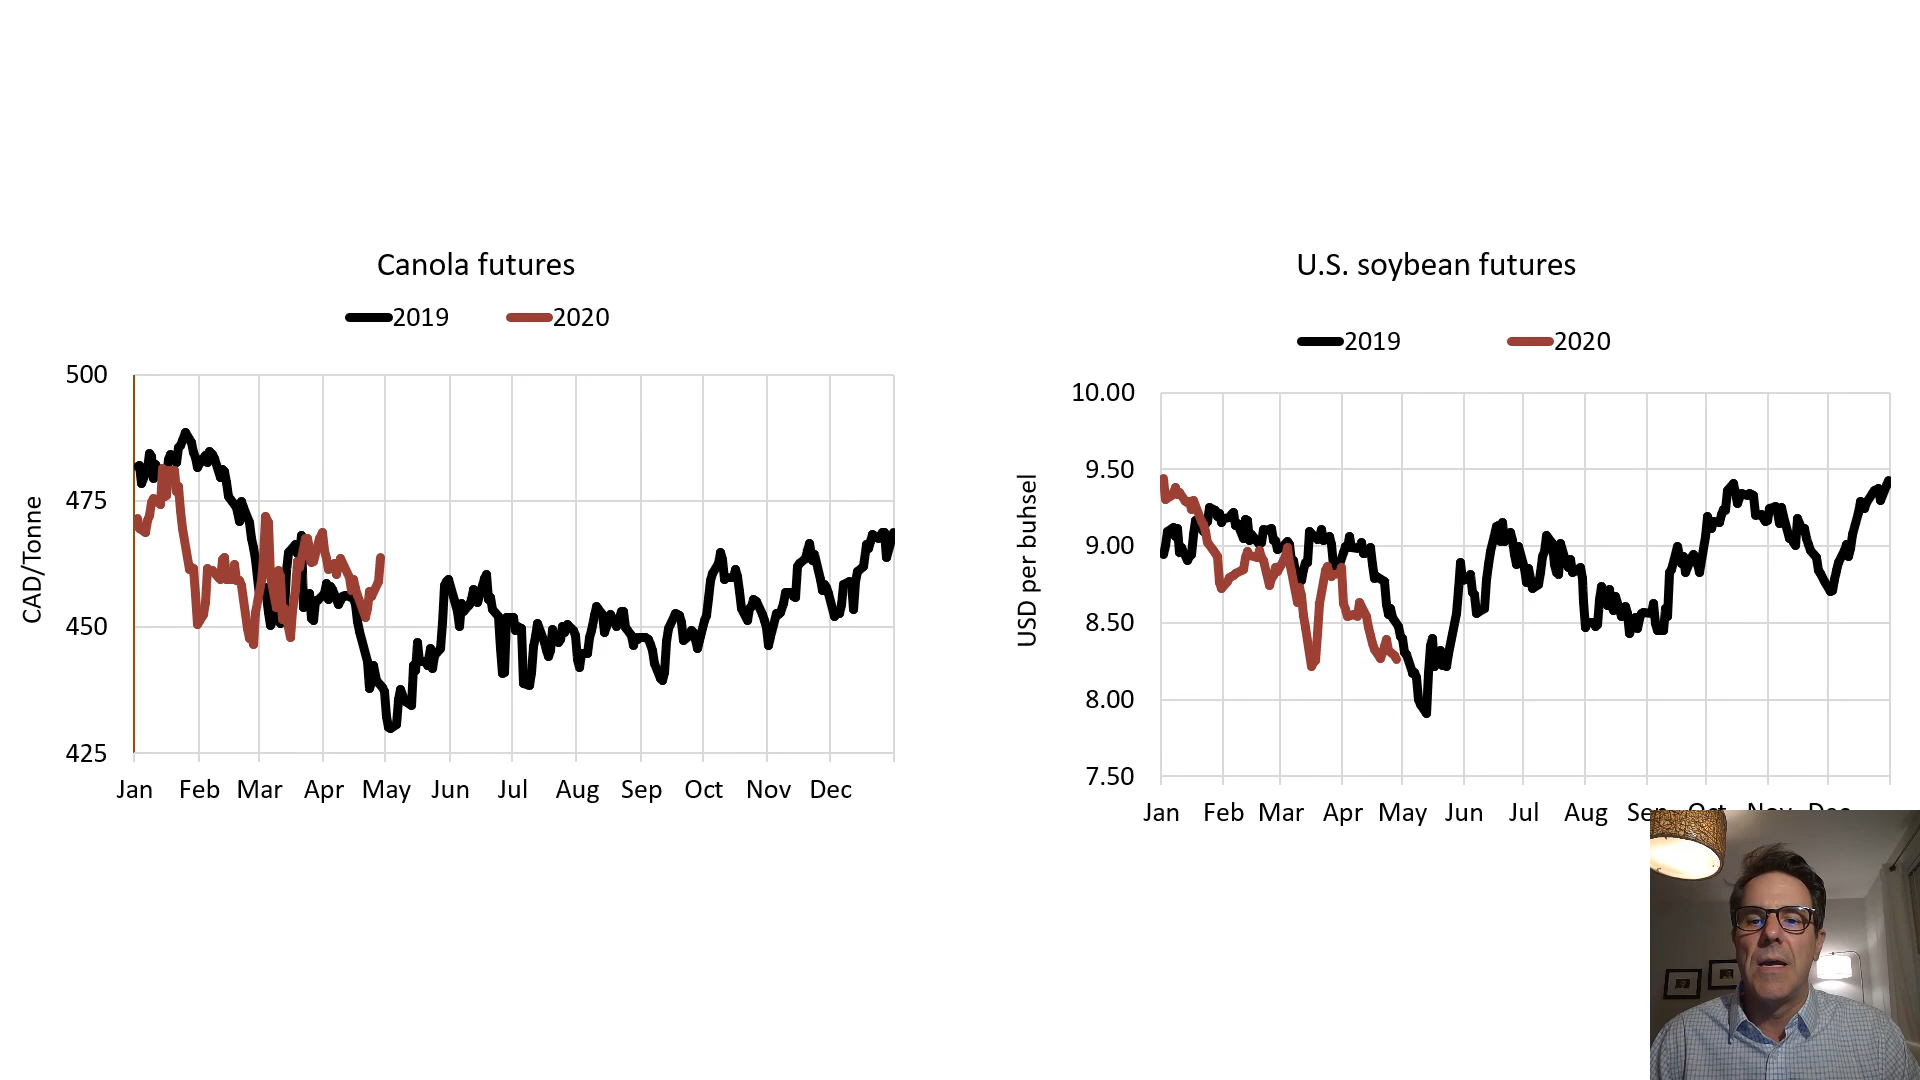 Canola futures
2019 2020
CAD/Tonne
500
475
450
425
Jan Feb Mar Apr May Jun Jul Aug Sep Oct Nov Dec
U.S. soybean futures
2019 2020
USD per buhsel
10.00
9.50
9.00
8.50
8.00
7.50
Jan Feb Mar Apr May Jun Jul Aug